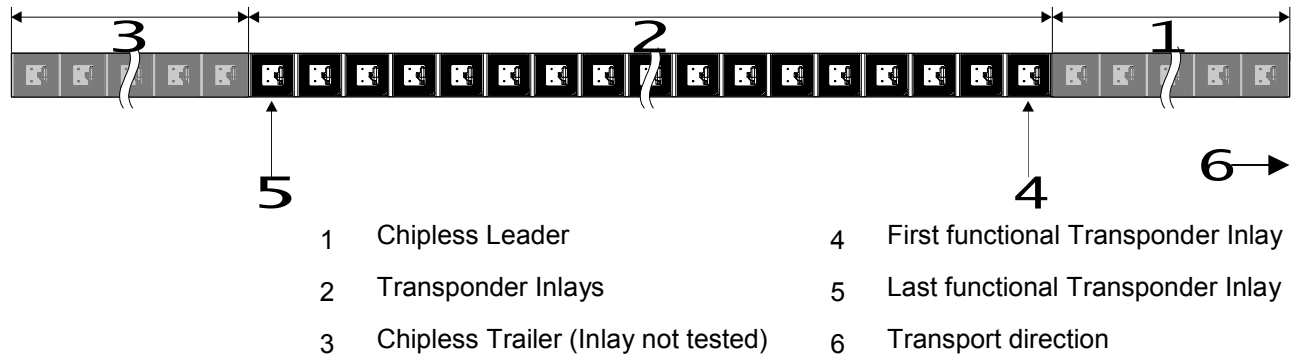 3 2 1
5 4 6
1 Chipless Leader 4 First functional Transponder Inlay
2 Transponder Inlays 5 Last functional Transponder Inlay
3 Chipless Trailer (Inlay not tested) 6 Transport direction